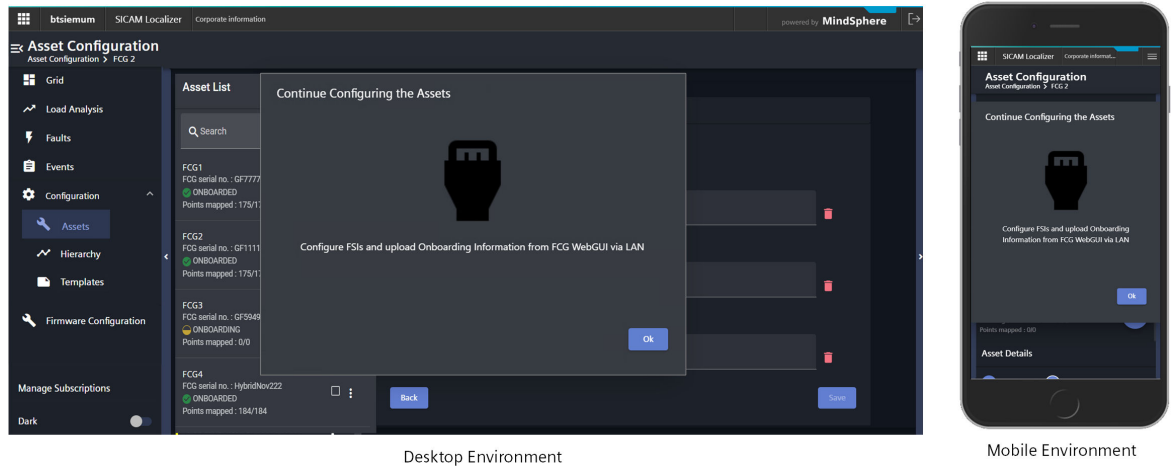 btsiemum SICAM Localizer Corporate information powered by MindSphere
Asset Configuration
Asset Configuration > FCG 2
Grid
Load Analysis
Faults
Events
Configuration
Assets
Hierarchy
Templates
Firmware Configuration
Manage Subscriptions
Dark
Asset List
Search
FCG1
FCG serial no. : GF7777
ONBOARDED
Points mapped : 175/17
FCG2
FCG serial no. : GF1111
ONBOARDED
Points mapped : 175/17
FCG3
FCG serial no. : GF5949
ONBOARDING
Points mapped : 0/0
FCG4
FCG serial no. : HybridNov222
ONBOARDED
Points mapped : 184/184
Continue Configuring the Assets
Configure FSIs and upload Onboarding Information from FCG WebGUI via LAN
Ok
Back
Save
Desktop Environment
SICAM Localizer Corporate informat...
Asset Configuration
Asset Configuration > FCG 2
Continue Configuring the Assets
Configure FSIs and upload Onboarding
Information from FCG WebGUI via LAN
Ok
Points mapped : 0/0
Asset Details
Mobile Environment